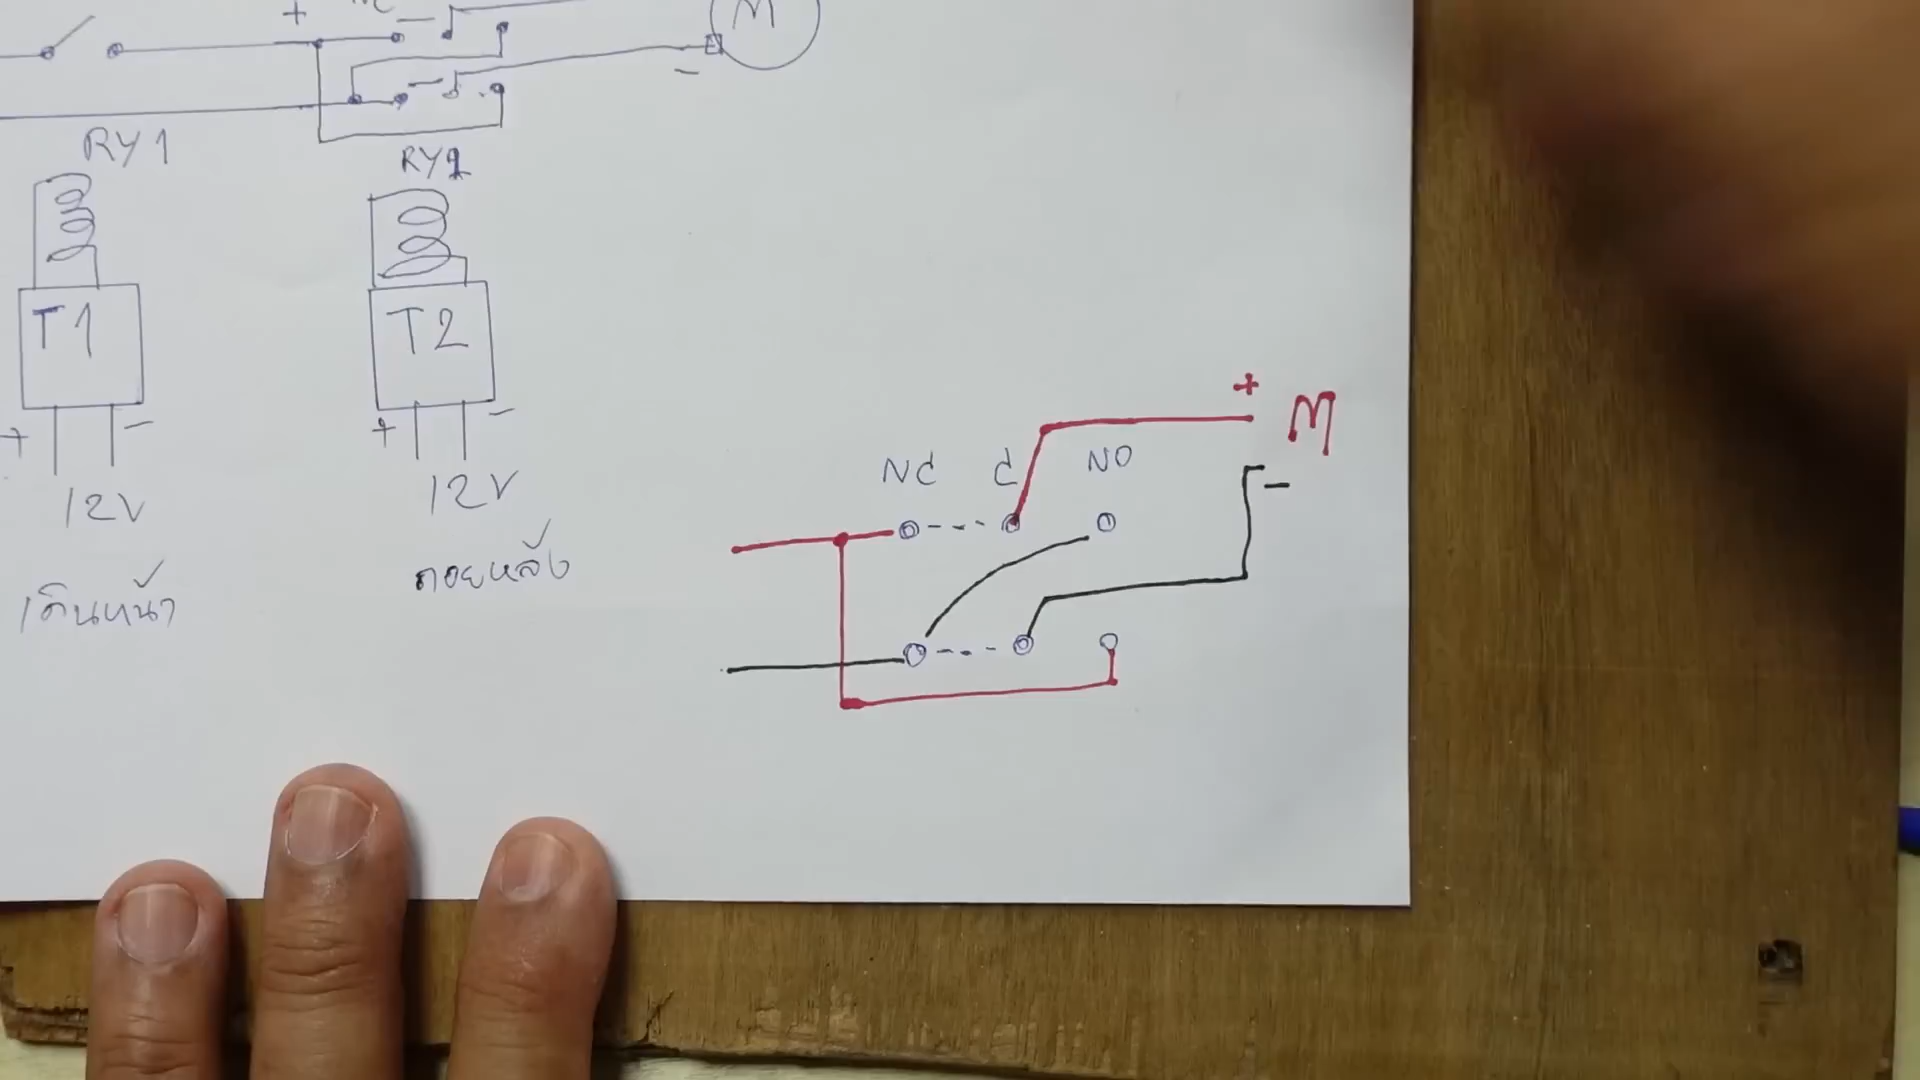 +
M
−
RY1
RY2
T1
T2
+ −
+ −
12V
12V
เดินหน้า
ถอยหลัง
+
M
−
NC C NO